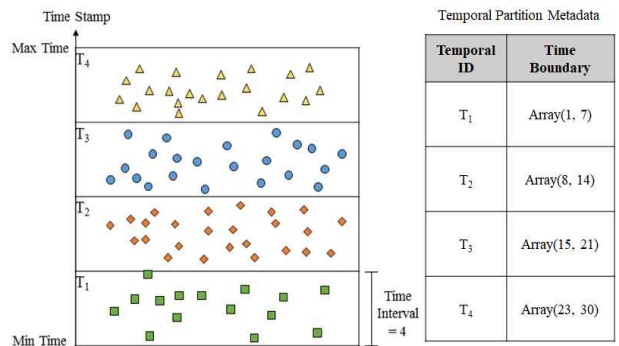 Time Stamp
Max Time
T4
T3
T2
T1
Min Time
Time
Interval
= 4
Temporal Partition Metadata
Temporal
ID
Time
Boundary
T1
Array(1, 7)
T2
Array(8, 14)
T3
Array(15, 21)
T4
Array(23, 30)